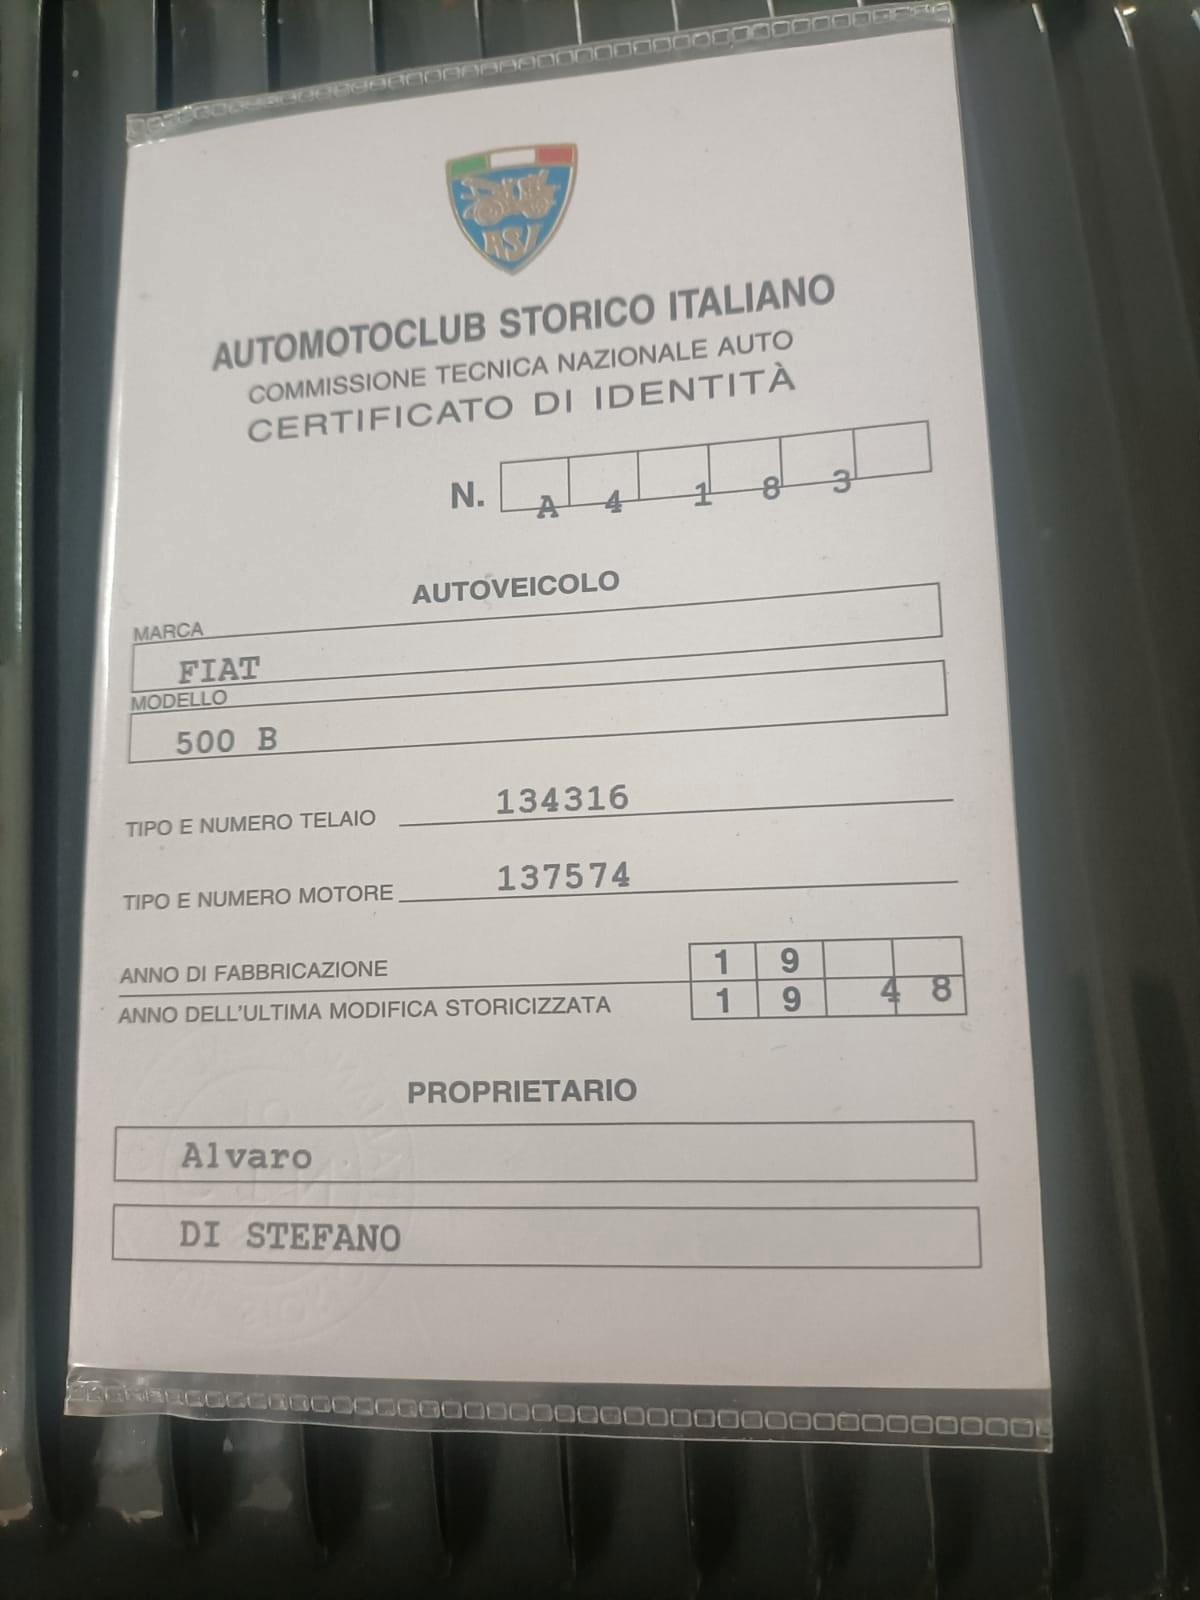 ASI
AUTOMOTOCLUB STORICO ITALIANO
COMMISSIONE TECNICA NAZIONALE AUTO
CERTIFICATO DI IDENTITÀ
N. A 4 1 8 3
AUTOVEICOLO
MARCA
FIAT
MODELLO
500 B
TIPO E NUMERO TELAIO 134316
TIPO E NUMERO MOTORE 137574
ANNO DI FABBRICAZIONE 1 9
ANNO DELL'ULTIMA MODIFICA STORICIZZATA 1 9 4 8
PROPRIETARIO
Alvaro
DI STEFANO